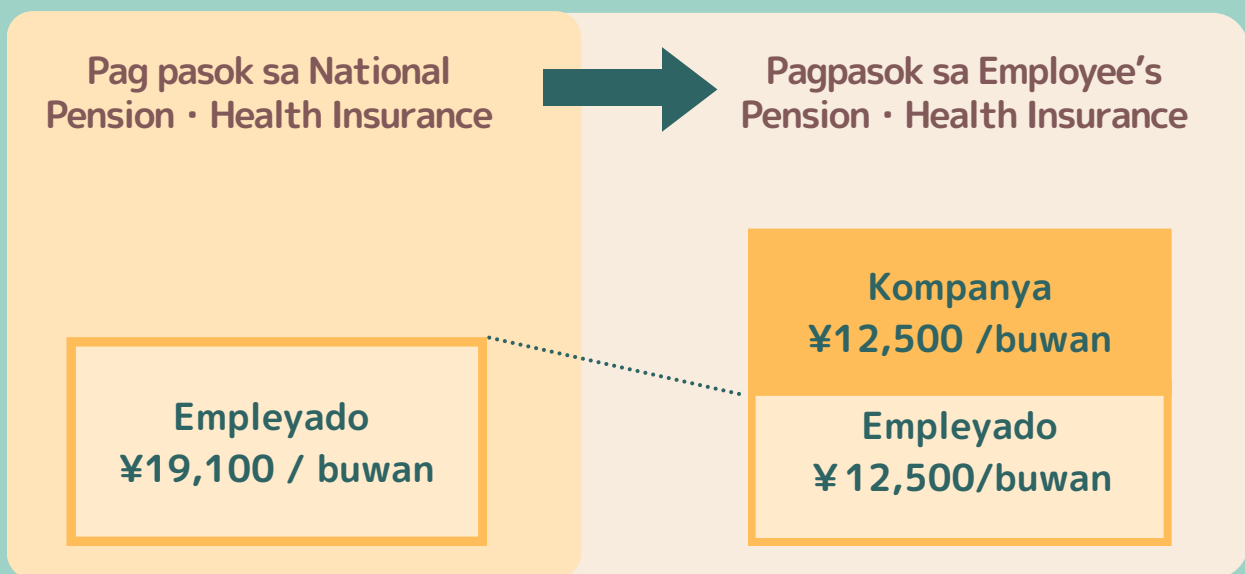 Pag pasok sa National
Pension・Health Insurance
Pagpasok sa Employee’s
Pension・Health Insurance
Empleyado
¥19,100 / buwan
Kompanya
¥12,500 /buwan
Empleyado
¥12,500/buwan